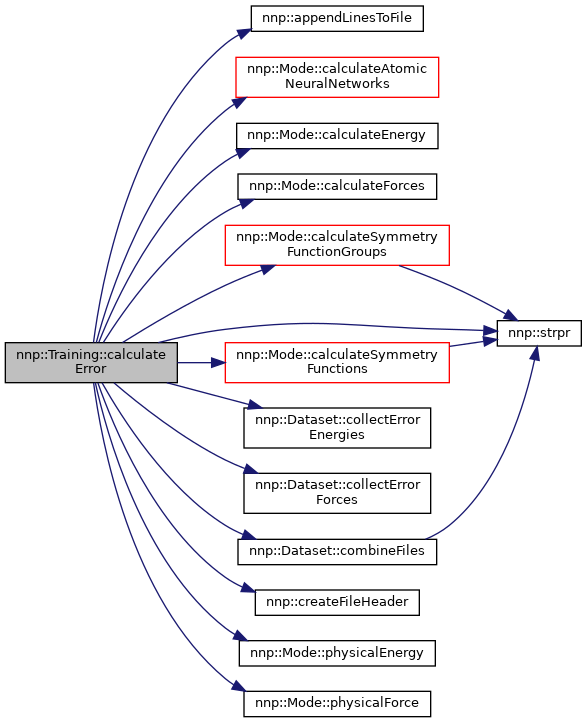 nnp::appendLinesToFile
nnp::Mode::calculateAtomic
NeuralNetworks
nnp::Mode::calculateEnergy
nnp::Mode::calculateForces
nnp::Mode::calculateSymmetry
FunctionGroups
nnp::strpr
nnp::Training::calculate
Error
nnp::Mode::calculateSymmetry
Functions
nnp::Dataset::collectError
Energies
nnp::Dataset::collectError
Forces
nnp::Dataset::combineFiles
nnp::createFileHeader
nnp::Mode::physicalEnergy
nnp::Mode::physicalForce